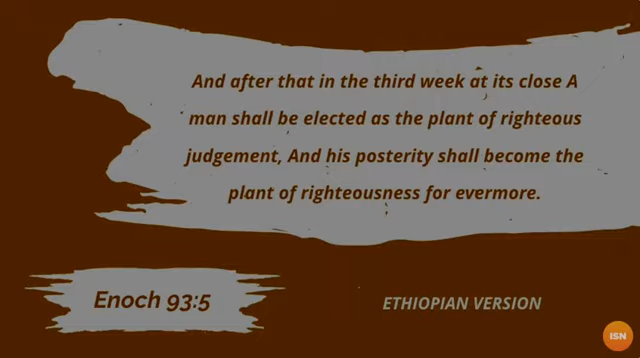 And after that in the third week at its close A
man shall be elected as the plant of righteous
judgement, And his posterity shall become the
plant of righteousness for evermore.
Enoch 93:5
ETHIOPIAN VERSION
ISN